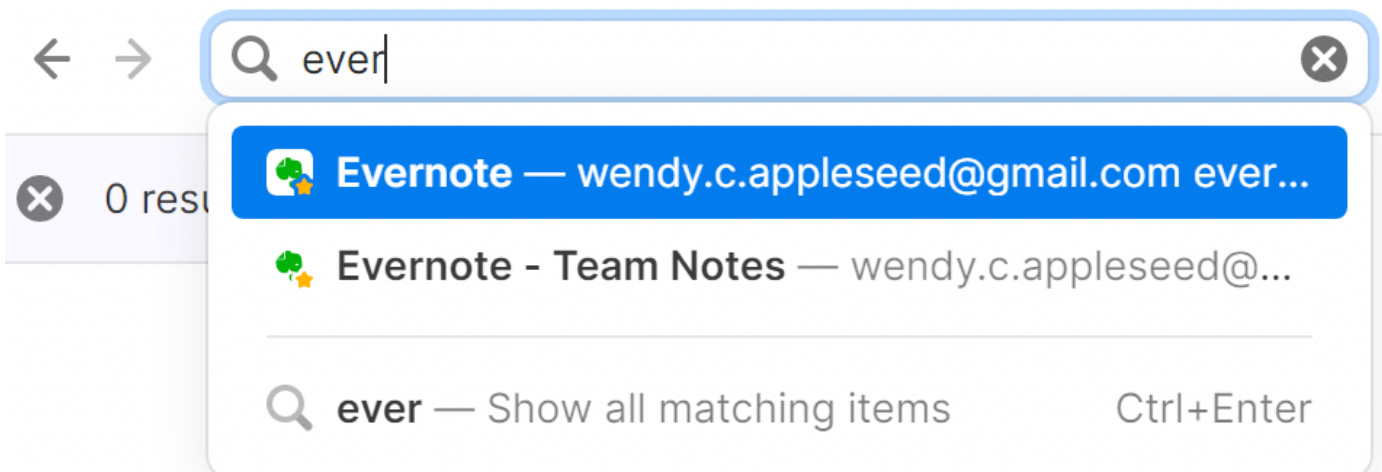 ever
Evernote — wendy.c.appleseed@gmail.com ever...
0
Evernote - Team Notes — wendy.c.appleseed@...
ever — Show all matching items Ctrl+Enter